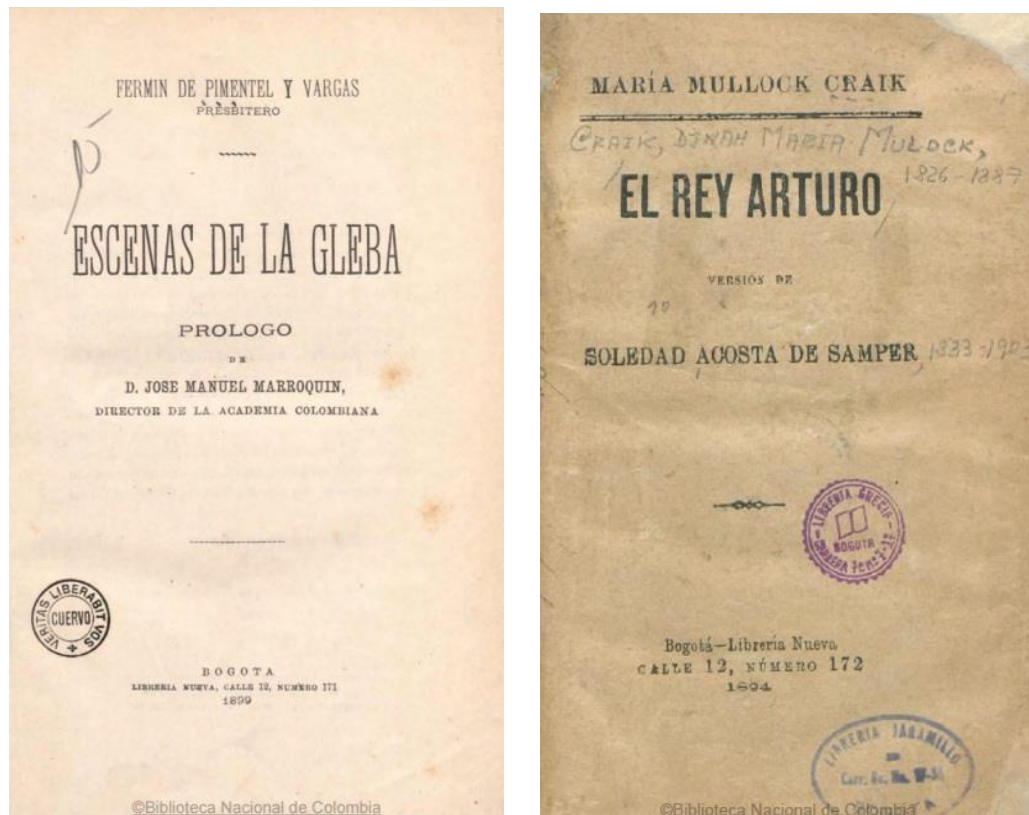 FERMIN DE PIMENTEL Y VARGAS
PRESBITERO
ESCENAS DE LA GLEBA
PROLOGO
DE
D. JOSE MANUEL MARROQUIN,
DIRECTOR DE LA ACADEMIA COLOMBIANA
VERITAS LIBERABIT VOS
CUERVO
BOGOTA
LIBRERIA NUEVA, CALLE 12, NUMERO 171
1899
©Biblioteca Nacional de Colombia
MARÍA MULLOCK CRAIK
CRAIK, DINAH MARIA MULOCK,
1826-1887
EL REY ARTURO
VERSION DE
SOLEDAD ACOSTA DE SAMPER
LIBRERIA
BOGOTA
Bogotá—Librería Nueva
CALLE 12, NÚMERO 172
1894
LIBRERIA JARAMILLO
©Biblioteca Nacional de Colombia